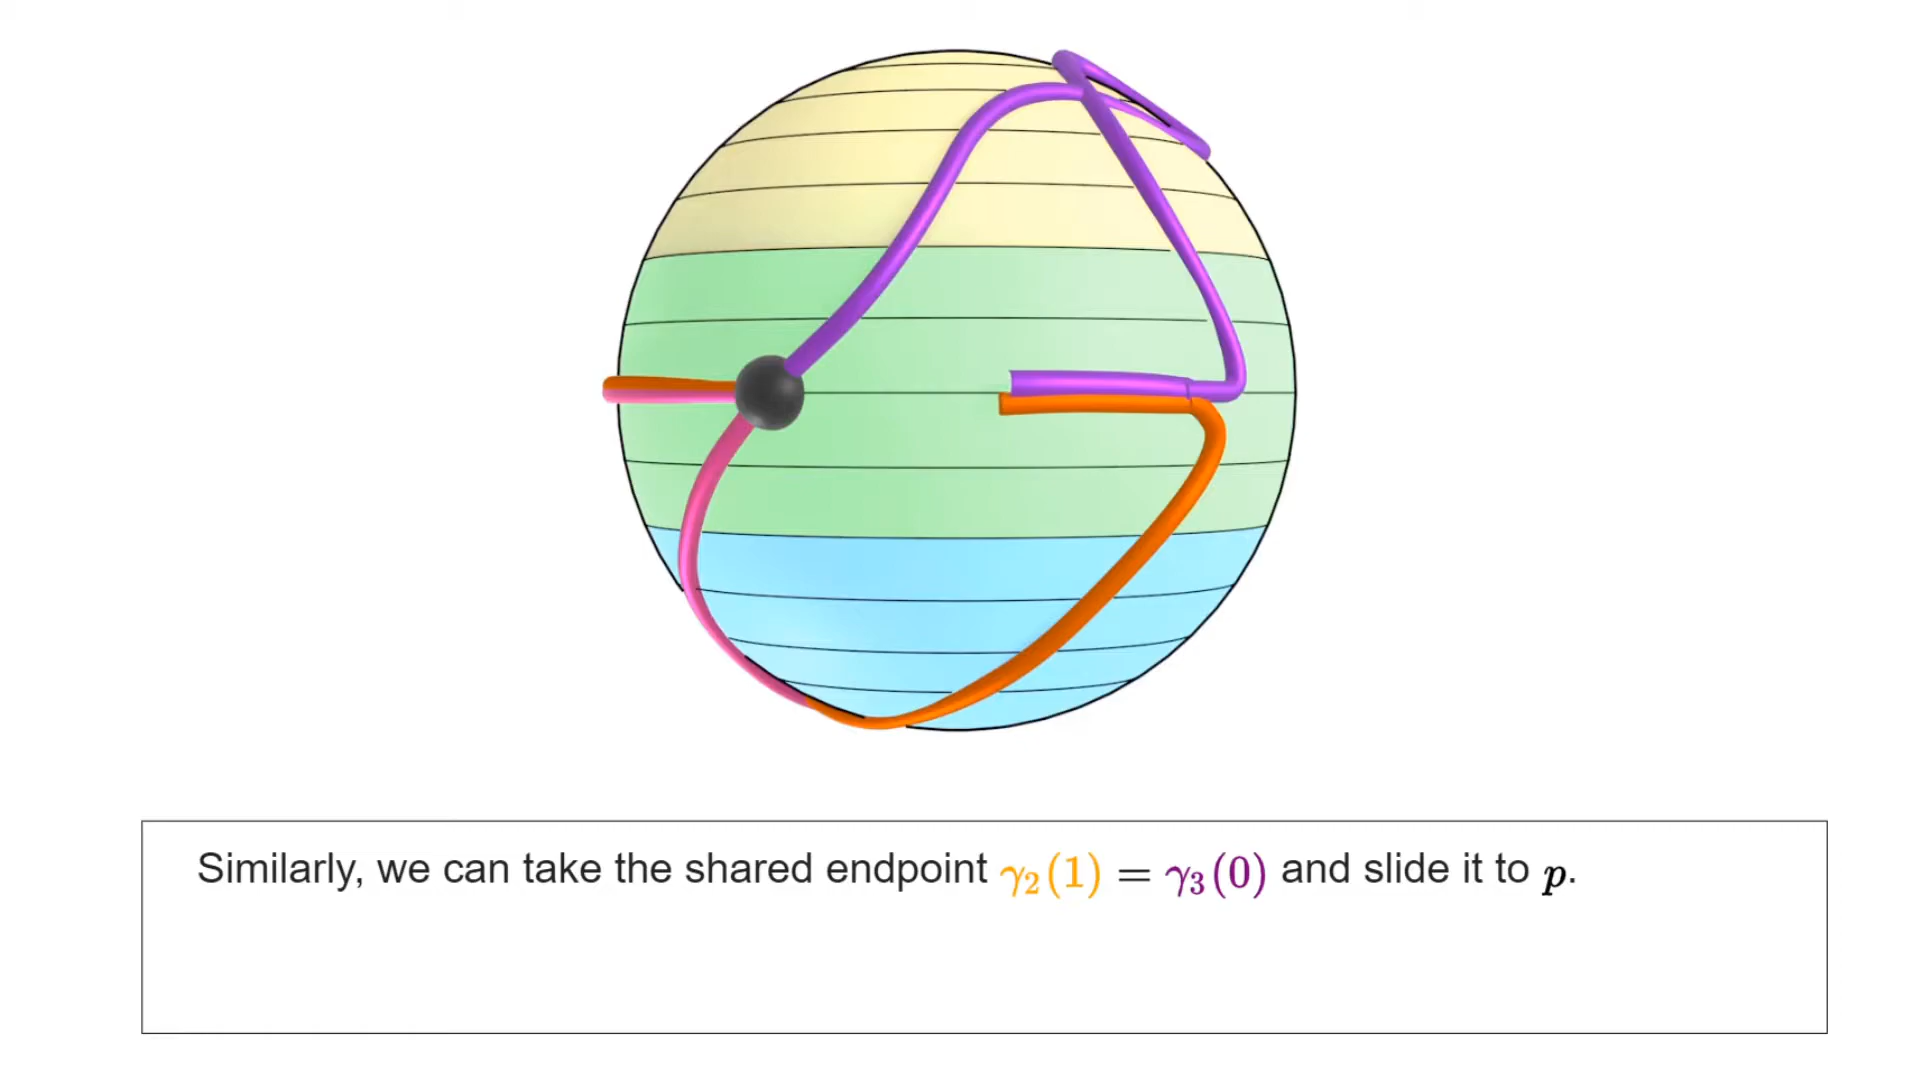 Similarly, we can take the shared endpoint γ₂(1) = γ₃(0) and slide it to p.